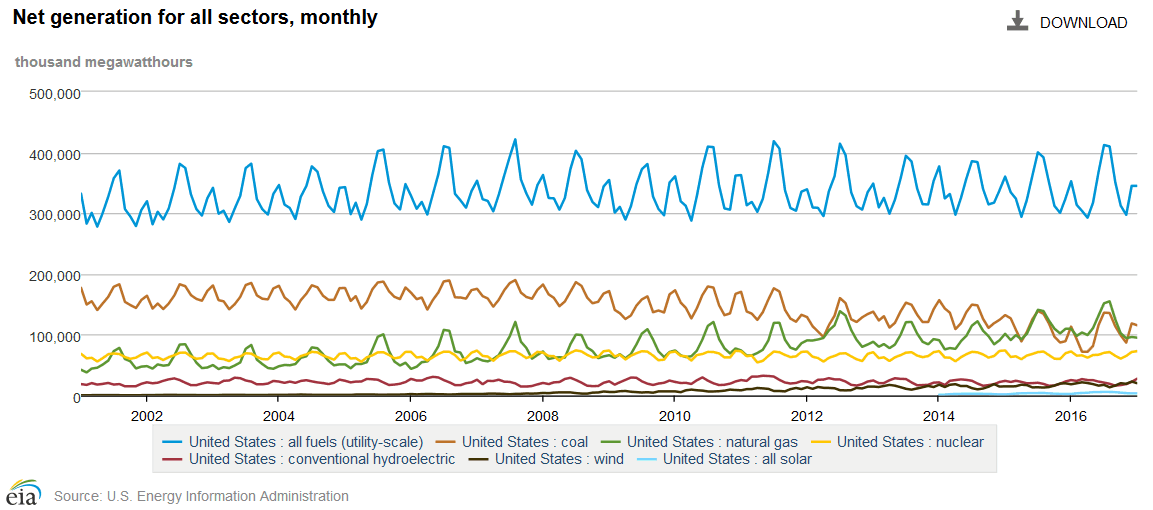 Net generation for all sectors, monthly
DOWNLOAD
thousand megawatthours
500,000
400,000
300,000
200,000
100,000
0
2002 2004 2006 2008 2010 2012 2014 2016
United States : all fuels (utility-scale) United States : coal United States : natural gas United States : nuclear
United States : conventional hydroelectric United States : wind United States : all solar
eia Source: U.S. Energy Information Administration